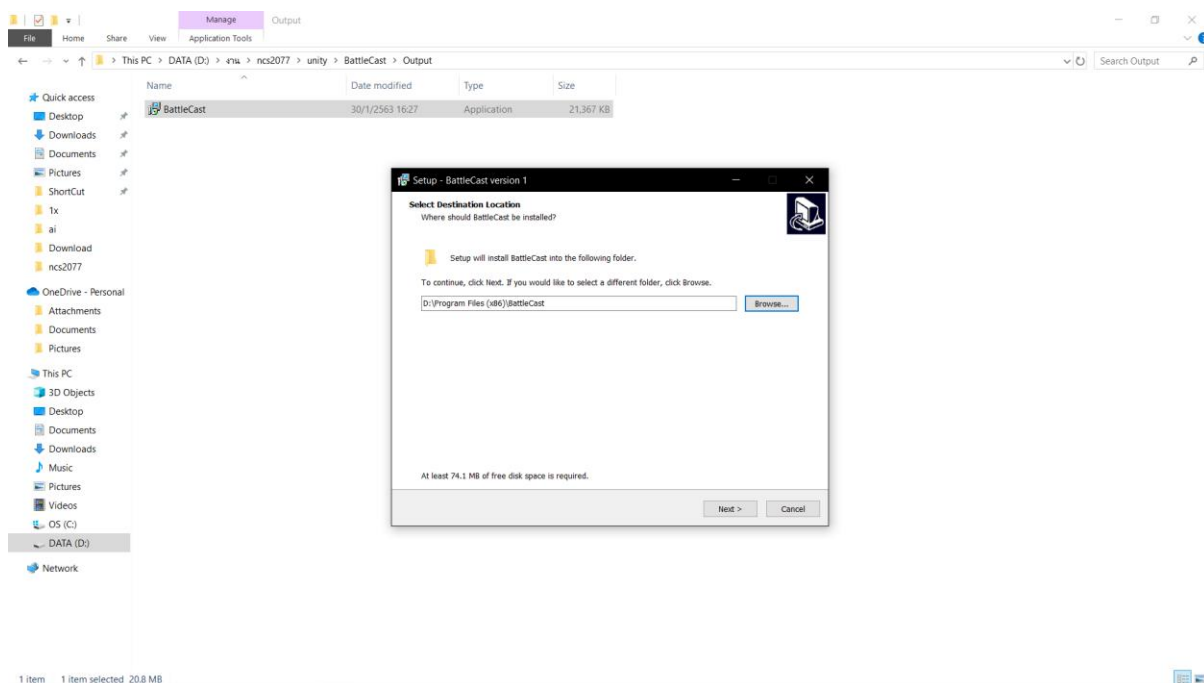 Manage
Output
File
Home
Share
View
Application Tools
This PC > DATA (D:) > งาน > ncs2077 > unity > BattleCast > Output
Search Output
Name
Date modified
Type
Size
BattleCast
30/1/2563 16:27
Application
21,367 KB
Quick access
Desktop
Downloads
Documents
Pictures
ShortCut
1x
ai
Download
ncs2077
OneDrive - Personal
Attachments
Documents
Pictures
This PC
3D Objects
Desktop
Documents
Downloads
Music
Pictures
Videos
OS (C:)
DATA (D:)
Network
Setup - BattleCast version 1
Select Destination Location
Where should BattleCast be installed?
Setup will install BattleCast into the following folder.
To continue, click Next. If you would like to select a different folder, click Browse.
D:\Program Files (x86)\BattleCast
Browse...
At least 74.1 MB of free disk space is required.
Next >
Cancel
1 item
1 item selected 20.8 MB